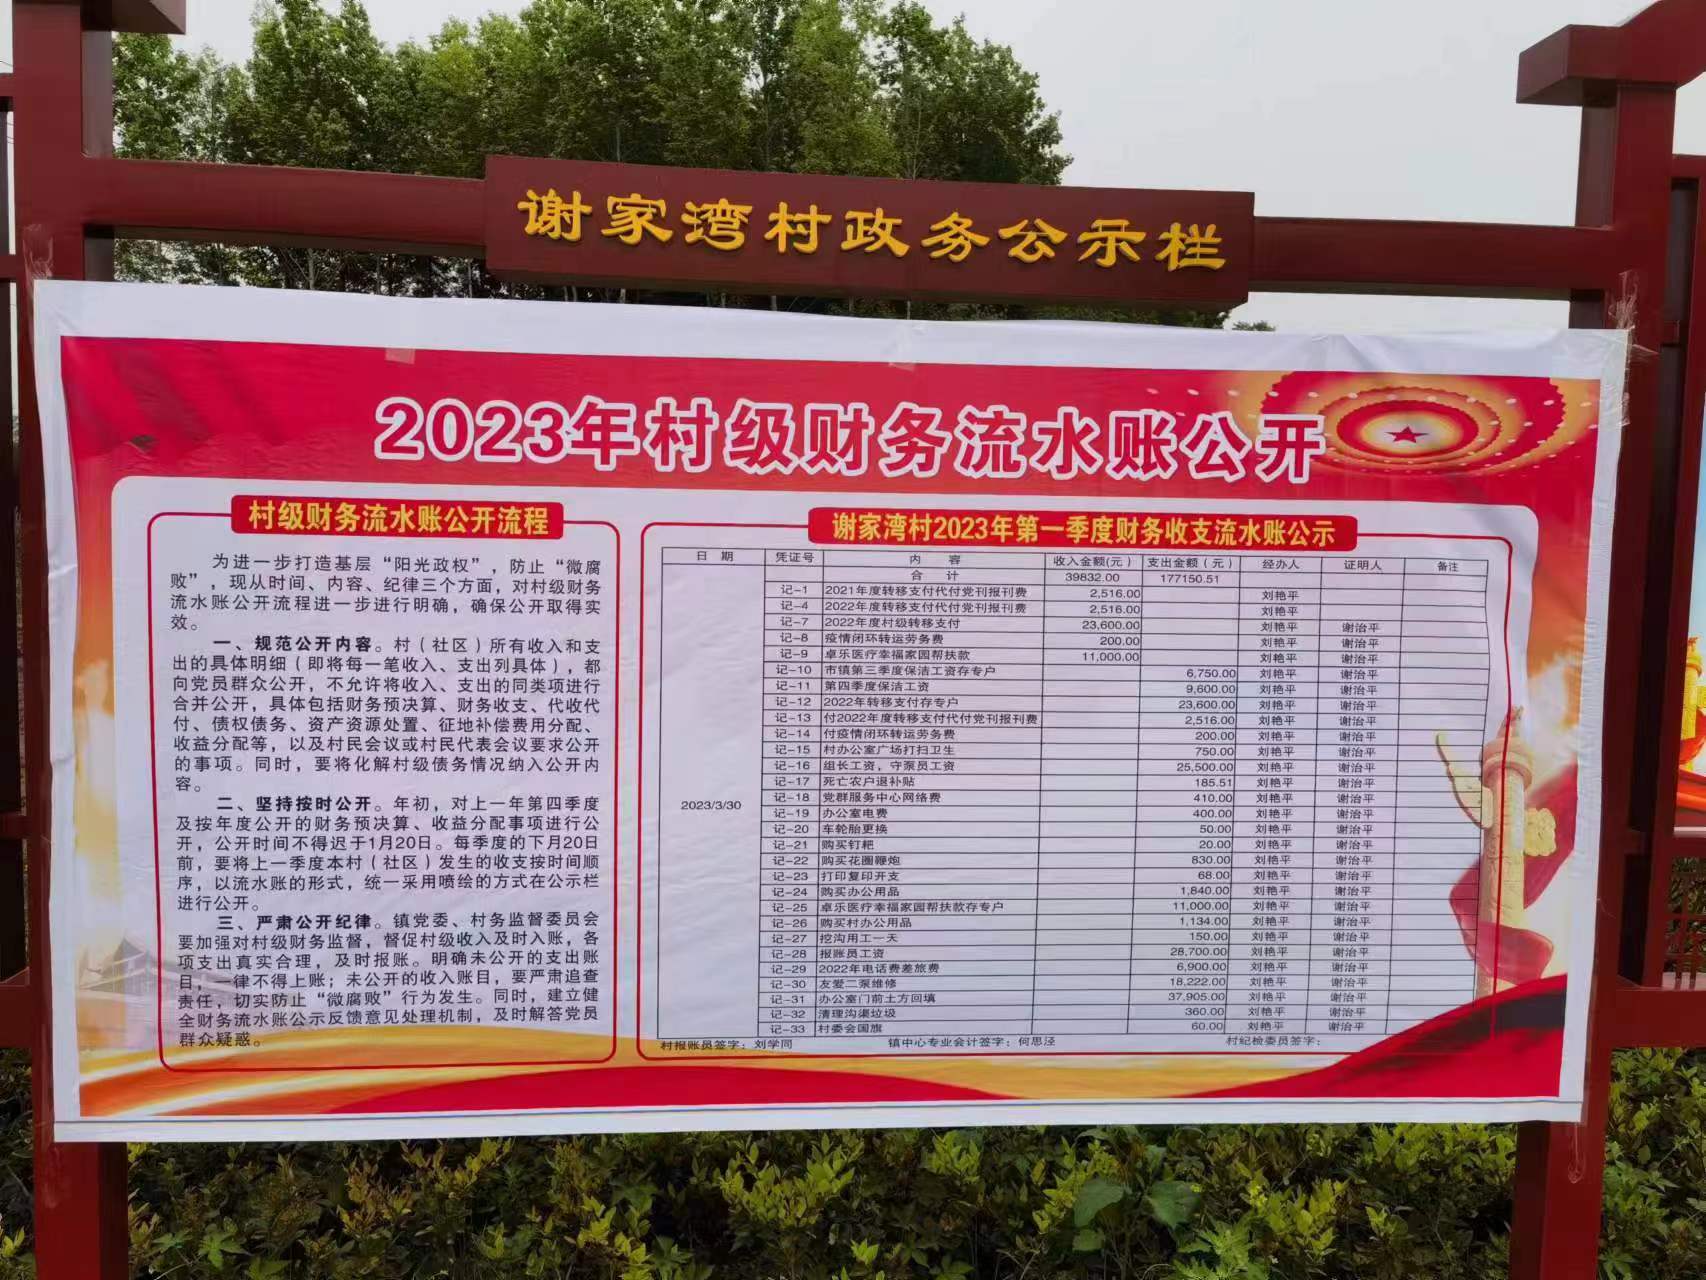 谢家湾村政务公示栏
2023年村级财务流水账公开
村级财务流水账公开流程
为进一步打造基层“阳光政权”，防止“微腐
败”，现从时间、内容、纪律三个方面，对村级财务
流水账公开流程进一步进行明确，确保公开取得实
效。
一、规范公开内容。村（社区）所有收入和支
出的具体明细（即将每一笔收入、支出列具体），都
向党员群众公开，不允许将收入、支出的同类项进行
合并公开，具体包括财务预决算、财务收支、代收代
付、债权债务、资产资源处置、征地补偿费用分配、
收益分配等，以及村民会议或村民代表会议要求公开
的事项。同时，要将化解村级债务情况纳入公开内
容。
二、坚持按时公开。年初，对上一年第四季度
及按年度公开的财务预决算、收益分配事项进行公
开，公开时间不得迟于1月20日。每季度的下月20日
前，要将上一季度本村（社区）发生的收支按时间顺
序，以流水账的形式，统一采用喷绘的方式在公示栏
进行公开。
三、严肃公开纪律。镇党委、村务监督委员会
要加强对村级财务监督，督促村级收入及时入账，各
项支出真实合理，及时报账。明确未公开的支出账
目，一律不得上账；未公开的收入账目，要严肃追查
责任，切实防止“微腐败”行为发生。同时，建立健
全财务流水账公示反馈意见处理机制，及时解答党员
群众疑惑。
谢家湾村2023年第一季度财务收支流水账公示
日 期 凭证号 内 容 收入金额(元) 支出金额（元） 经办人 证明人 备注
合 计 39832.00 177150.51
记-1 2021年度转移支付代付党刊报刊费 2,516.00 刘艳平
记-4 2022年度转移支付代付党刊报刊费 2,516.00 刘艳平
记-7 2022年度村级转移支付 23,600.00 刘艳平 谢治平
记-8 疫情闭环转运劳务费 200.00 刘艳平 谢治平
记-9 卓乐医疗幸福家园帮扶款 11,000.00 刘艳平 谢治平
记-10 市镇第三季度保洁工资存专户 6,750.00 刘艳平 谢治平
记-11 第四季度保洁工资 9,600.00 刘艳平 谢治平
记-12 2022年转移支付存专户 23,600.00 刘艳平 谢治平
记-13 付2022年度转移支付代付党刊报刊费 2,516.00 刘艳平 谢治平
记-14 付疫情闭环转运劳务费 200.00 刘艳平 谢治平
记-15 村办公室广场打扫卫生 750.00 刘艳平 谢治平
记-16 组长工资，守泵员工资 25,500.00 刘艳平 谢治平
记-17 死亡农户退补贴 185.51 刘艳平 谢治平
2023/3/30 记-18 党群服务中心网络费 410.00 刘艳平 谢治平
记-19 办公室电费 400.00 刘艳平 谢治平
记-20 车轮胎更换 50.00 刘艳平 谢治平
记-21 购买钉耙 20.00 刘艳平 谢治平
记-22 购买花圈鞭炮 830.00 刘艳平 谢治平
记-23 打印复印开支 68.00 刘艳平 谢治平
记-24 购买办公用品 1,840.00 刘艳平 谢治平
记-25 卓乐医疗幸福家园帮扶款存专户 11,000.00 刘艳平 谢治平
记-26 购买村办公用品 1,134.00 刘艳平 谢治平
记-27 挖沟用工一天 150.00 刘艳平 谢治平
记-28 报账员工资 28,700.00 刘艳平 谢治平
记-29 2022年电话费差旅费 6,900.00 刘艳平 谢治平
记-30 友爱二泵维修 18,222.00 刘艳平 谢治平
记-31 办公室门前土方回填 37,905.00 刘艳平 谢治平
记-32 清理沟渠垃圾 360.00 刘艳平 谢治平
记-33 村委会国旗 60.00 刘艳平 谢治平
村报账员签字：刘学同 镇中心专业会计签字：何思泾 村纪检委员签字：